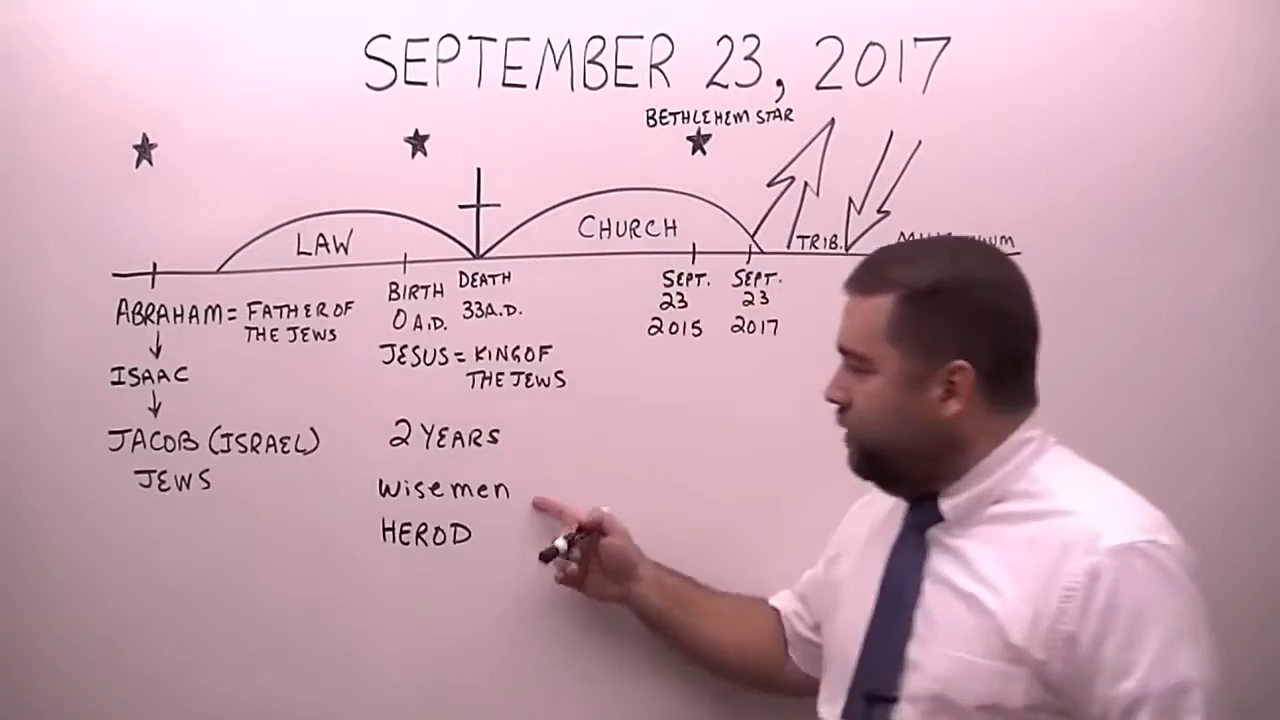 SEPTEMBER 23, 2017
BETHLEHEM STAR
LAW
CHURCH
TRIB.
ABRAHAM = FATHER OF
THE JEWS
ISAAC
JACOB (ISRAEL)
JEWS
BIRTH
0 A.D.
DEATH
33 A.D.
JESUS = KING OF
THE JEWS
2 YEARS
wisemen
HEROD
SEPT.
23
2015
SEPT.
23
2017